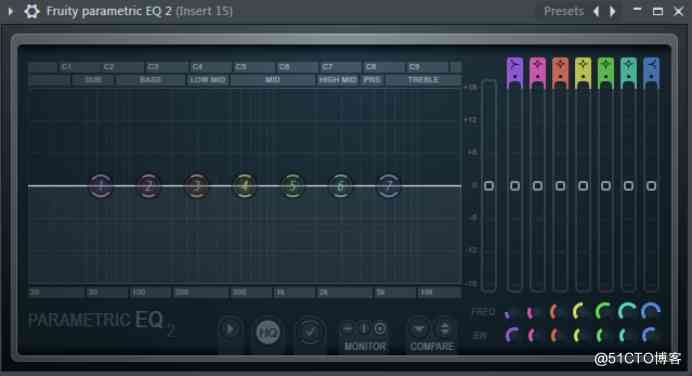 Fruity parametric EQ 2 (Insert 15) Presets
C1 C2 C3 C4 C5 C6 C7 C8 C9
SUB BASS LOW MID MID HIGH MID PRS TREBLE
+18
+12
+6
0
-6
-12
-18
1 2 3 4 5 6 7
20 50 100 200 500 1k 2k 5k 10k
FREQ
BW
PARAMETRIC EQ 2
HQ
MONITOR COMPARE
@51CTO博客